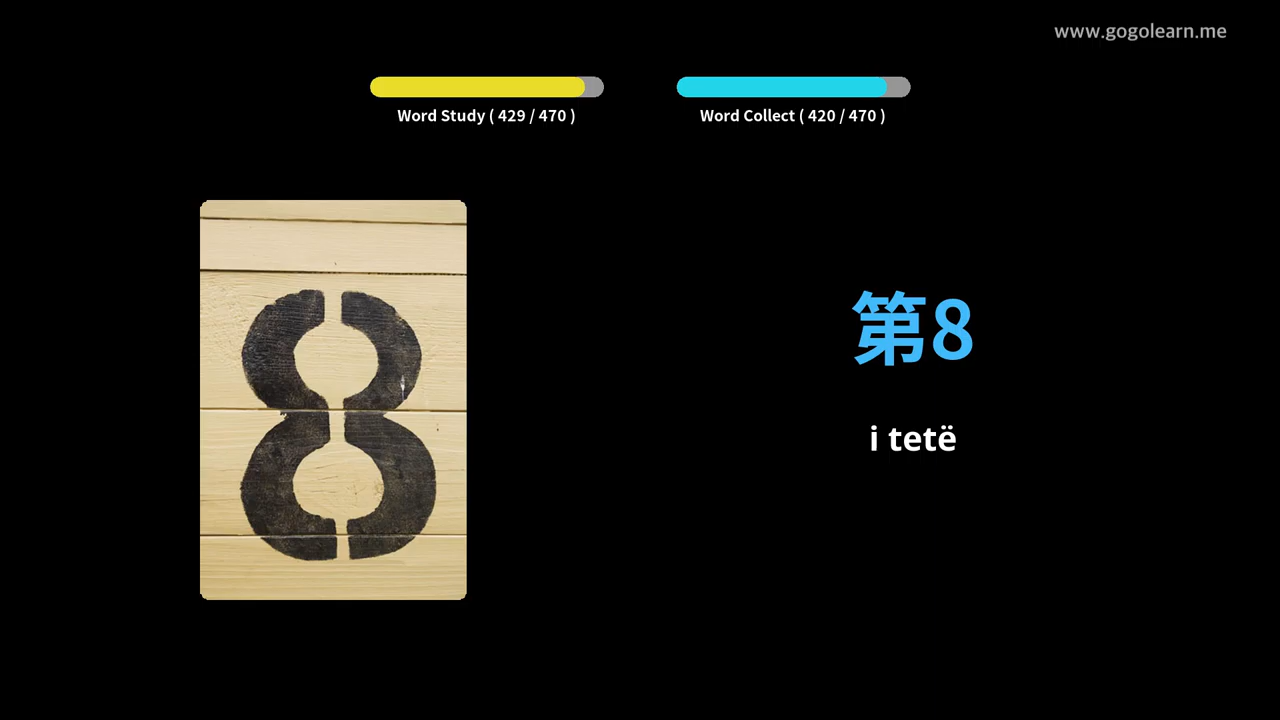 www.gogolearn.me
Word Study ( 429 / 470 )
Word Collect ( 420 / 470 )
8
第8
i tetë